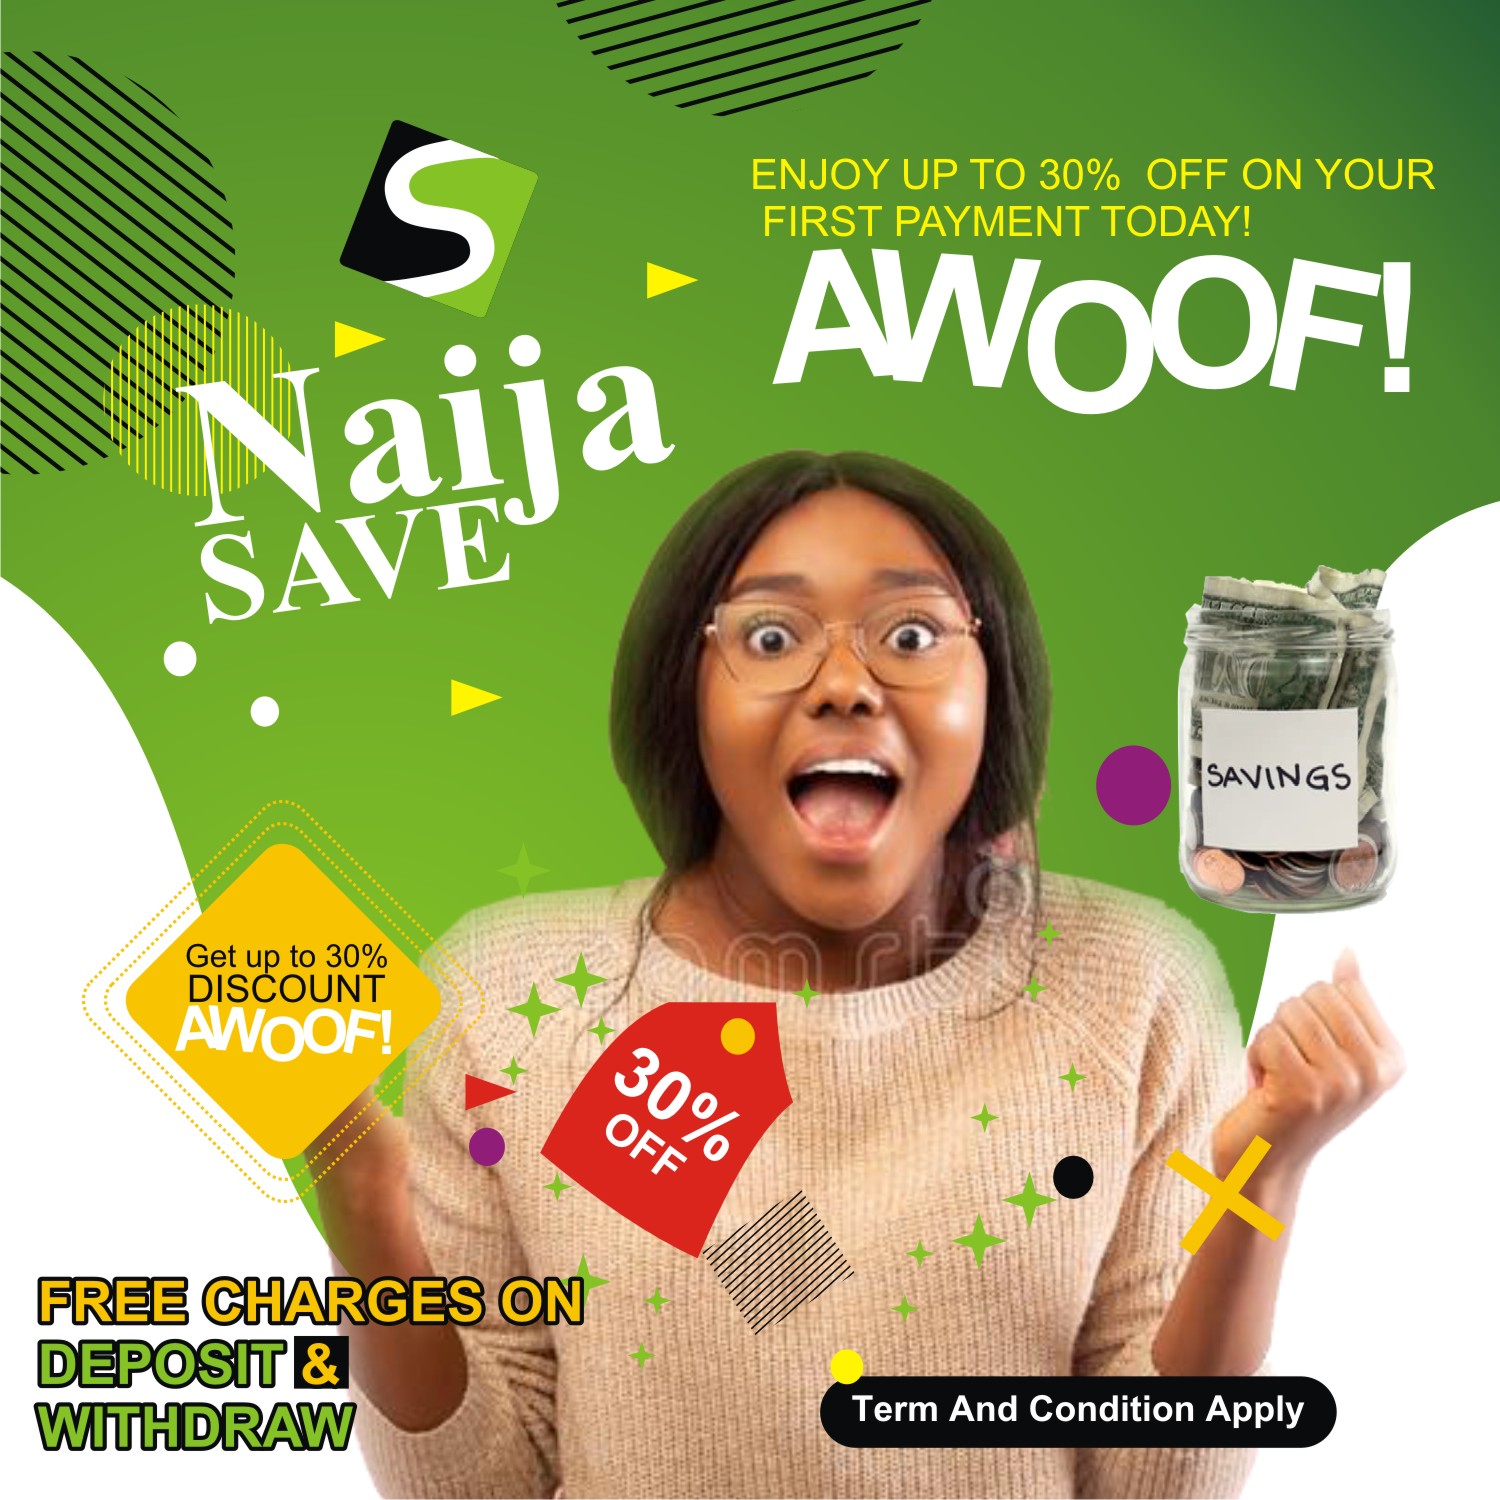 S
ENJOY UP TO 30% OFF ON YOUR
FIRST PAYMENT TODAY!
AWOOF!
Naija
SAVE
SAVINGS
Get up to 30%
DISCOUNT
AWOOF!
30%
OFF
FREE CHARGES ON
DEPOSIT &
WITHDRAW
Term And Condition Apply